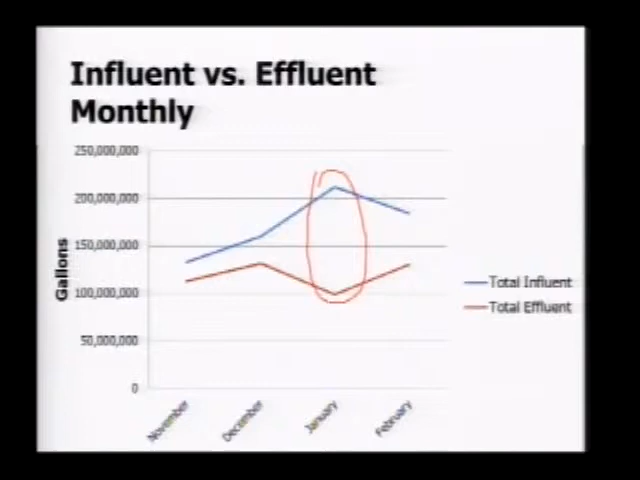 Influent vs. Effluent
Monthly
250,000,000
200,000,000
150,000,000
100,000,000
50,000,000
0
Gallons
November
December
January
February
Total Influent
Total Effluent